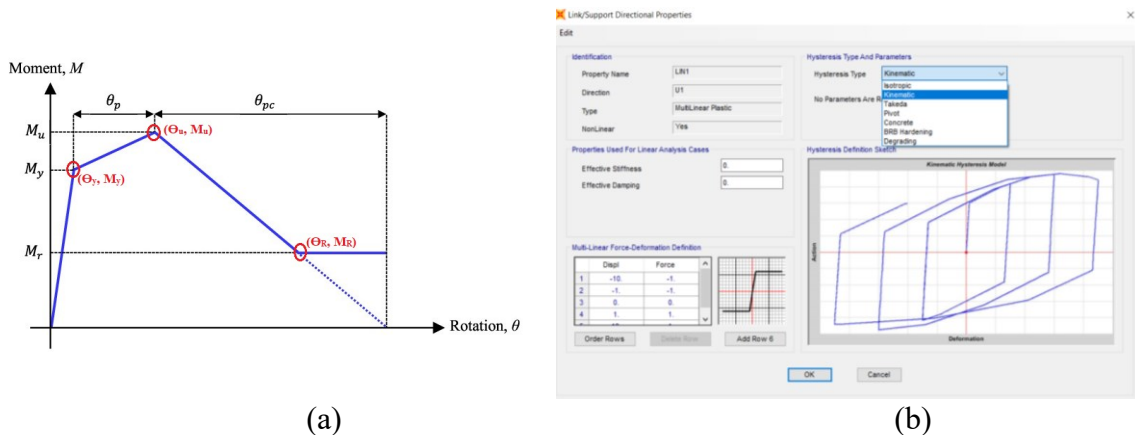 Moment, M
θp
θpc
Mu
(Θu, Mu)
My
(Θy, My)
(ΘR, MR)
Mr
Rotation, θ
(a)
Link/Support Directional Properties
Edit
Identification
Property Name LIN1
Direction U1
Type MultiLinear Plastic
NonLinear Yes
Properties Used For Linear Analysis Cases
Effective Stiffness 0.
Effective Damping 0.
Multi-Linear Force-Deformation Definition
Displ Force
1 -10. -1.
2 -1. -1.
3 0. 0.
4 1. 1.
Order Rows Delete Row Add Row 6
Hysteresis Type And Parameters
Hysteresis Type Kinematic
No Parameters Are R
Isotropic
Kinematic
Takeda
Pivot
Concrete
BRB Hardening
Degrading
Hysteresis Definition Sketch
Kinematic Hysteresis Model
Action
Deformation
OK Cancel
(b)